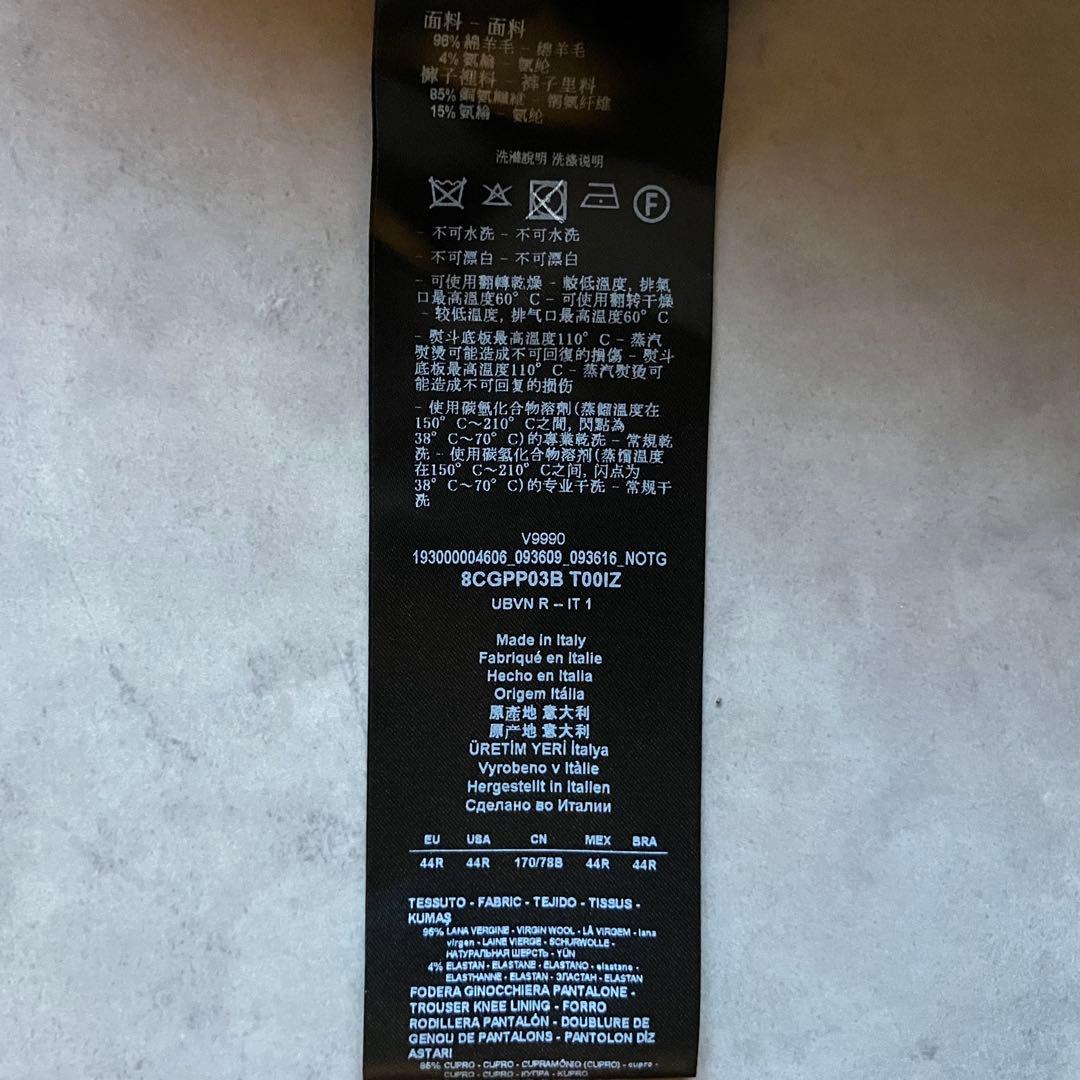 面料 - 面料
96% 綿羊毛 - 绵羊毛
4% 氨綸 - 氨纶
褲子裡料 - 裤子里料
85% 銅氨纖維 - 铜氨纤维
15% 氨綸 - 氨纶
洗滌說明 洗涤说明
F
- 不可水洗 - 不可水洗
- 不可漂白 - 不可漂白
- 可使用翻轉乾燥 - 較低溫度, 排氣
口最高溫度60° C - 可使用翻转干燥
- 较低温度, 排气口最高温度60° C
- 熨斗底板最高溫度110° C - 蒸汽
熨燙可能造成不可回復的損傷 - 熨斗
底板最高温度110° C - 蒸汽熨烫可
能造成不可回复的损伤
- 使用碳氫化合物溶劑(蒸餾溫度在
150° C～210° C之間, 閃點為
38° C～70° C)的專業乾洗 - 常規乾
洗 - 使用碳氢化合物溶剂(蒸馏温度
在150° C～210° C之间, 闪点为
38° C～70° C)的专业干洗 - 常规干
洗
V9990
193000004606_093609_093616_NOTG
8CGPP03B T00IZ
UBVN R -- IT 1
Made in Italy
Fabriqué en Italie
Hecho en Italia
Origem Itália
原產地 意大利
原产地 意大利
ÜRETİM YERİ İtalya
Vyrobeno v Itálie
Hergestellt in Italien
Сделано во Италии
EU USA CN MEX BRA
44R 44R 170/78B 44R 44R
TESSUTO - FABRIC - TEJIDO - TISSUS -
KUMAŞ
96% LANA VERGINE - VIRGIN WOOL - LÃ VIRGEM - lana
virgen - LAINE VIERGE - SCHURWOLLE -
НАТУРАЛЬНАЯ ШЕРСТЬ - YÜN
4% ELASTAN - ELASTANE - ELASTANO - elastano -
ELASTHANNE - ELASTAN - ЭЛАСТАН - ELASTAN
FODERA GINOCCHIERA PANTALONE -
TROUSER KNEE LINING - FORRO
RODILLERA PANTALÓN - DOUBLURE DE
GENOU DE PANTALONS - PANTOLON DİZ
ASTARI
85% CUPRO - CUPRO - CUPRAMÔNIO (CUPRO) - cupro -
CUPRO - CUPRO - КУПРА - KUPRO